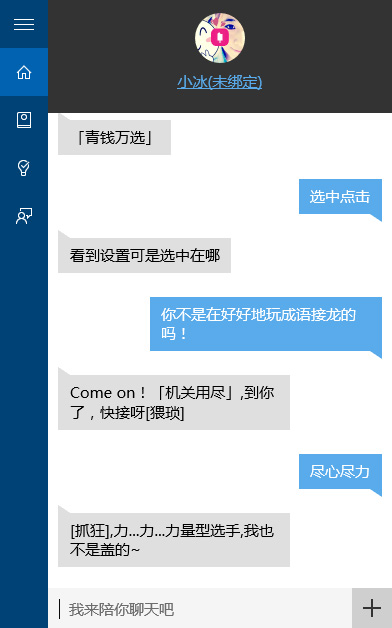 小冰(未绑定)
「青钱万选」
选中点击
看到设置可是选中在哪
你不是在好好地玩成语接龙的
吗！
Come on！「机关用尽」,到你
了，快接呀[猥琐]
尽心尽力
[抓狂],力...力...力量型选手,我也
不是盖的~
我来陪你聊天吧